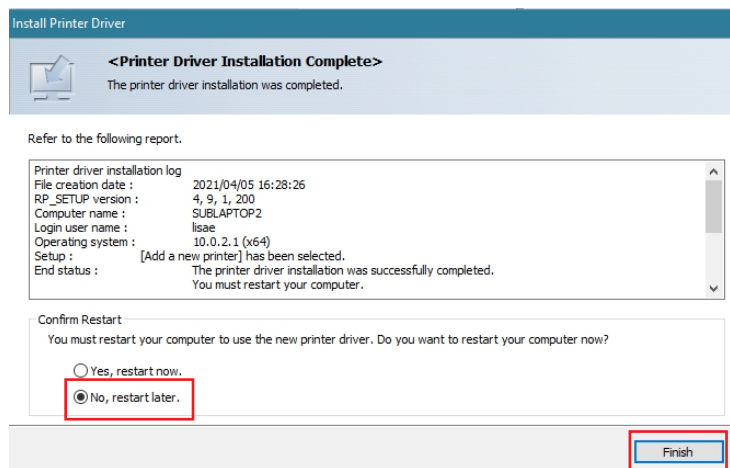 Install Printer Driver
<Printer Driver Installation Complete>
The printer driver installation was completed.
Refer to the following report.
Printer driver installation log
File creation date : 2021/04/05 16:28:26
RP_SETUP version : 4, 9, 1, 200
Computer name : SUBLAPTOP2
Login user name : lisae
Operating system : 10.0.2.1 (x64)
Setup : [Add a new printer] has been selected.
End status : The printer driver installation was successfully completed.
You must restart your computer.
Confirm Restart
You must restart your computer to use the new printer driver. Do you want to restart your computer now?
Yes, restart now.
No, restart later.
Finish